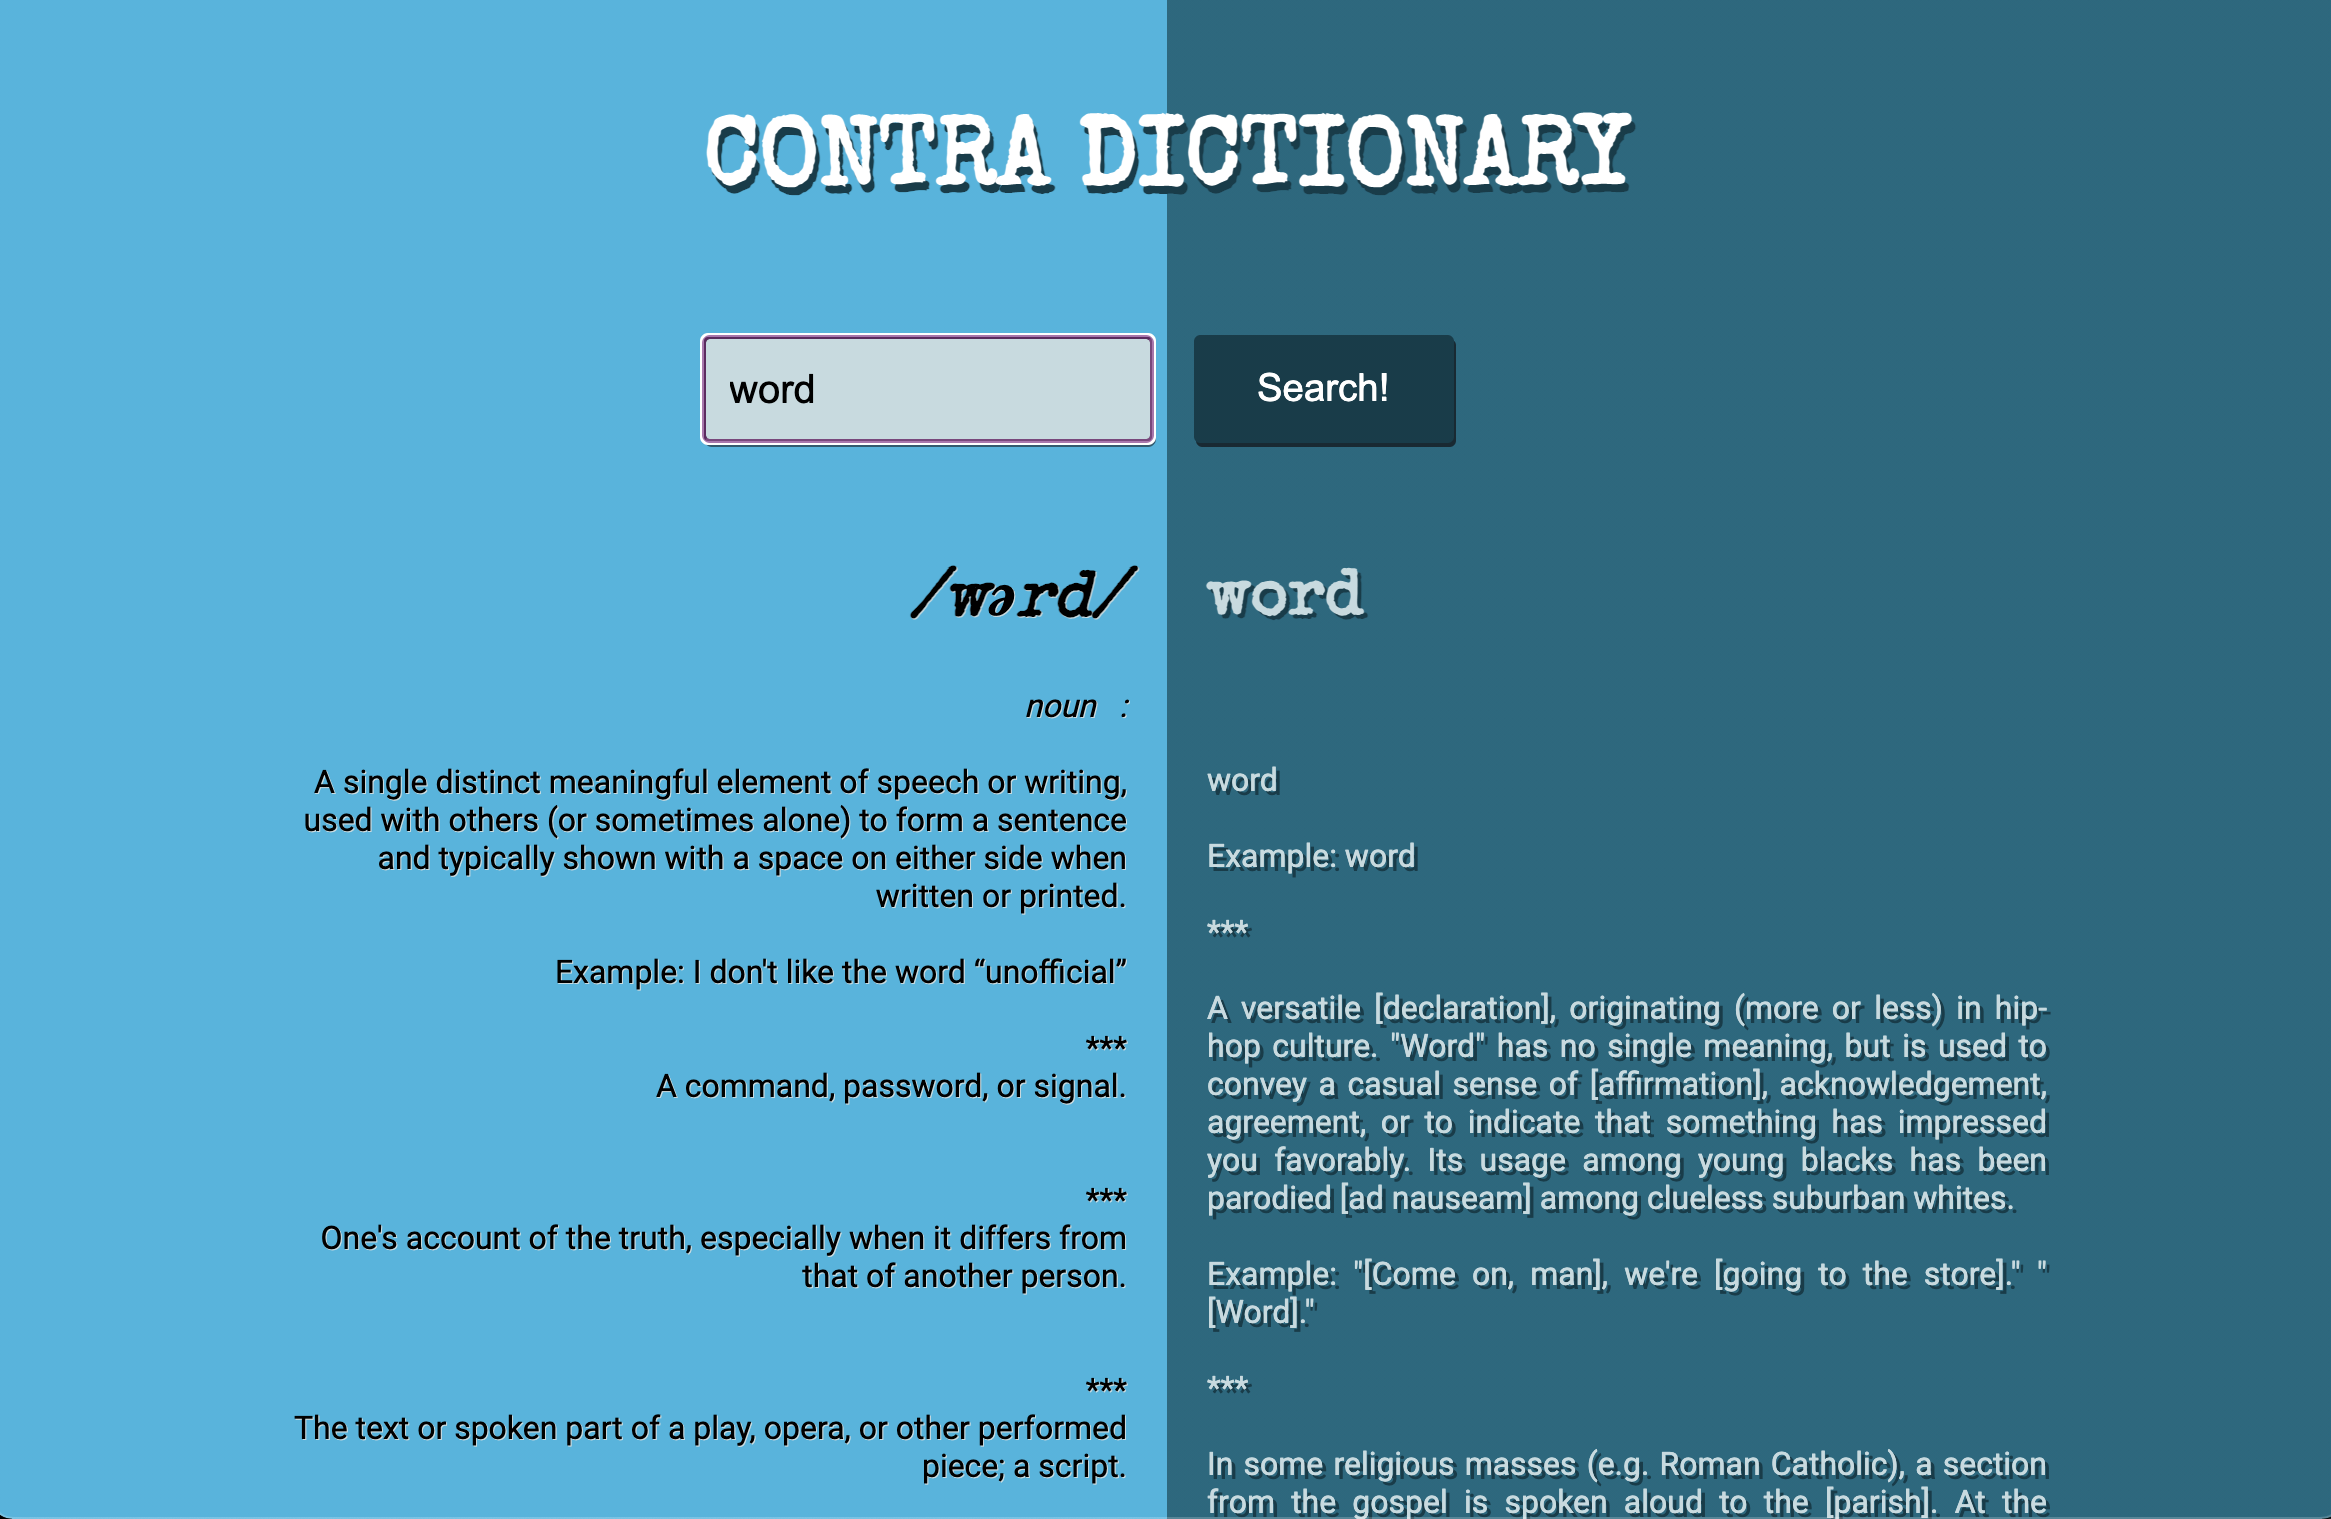 CONTRA DICTIONARY
word
Search!
/wərd/
noun :
A single distinct meaningful element of speech or writing,
used with others (or sometimes alone) to form a sentence
and typically shown with a space on either side when
written or printed.
Example: I don't like the word “unofficial”
***
A command, password, or signal.
***
One's account of the truth, especially when it differs from
that of another person.
***
The text or spoken part of a play, opera, or other performed
piece; a script.
word
word
Example: word
***
A versatile [declaration], originating (more or less) in hip-
hop culture. "Word" has no single meaning, but is used to
convey a casual sense of [affirmation], acknowledgement,
agreement, or to indicate that something has impressed
you favorably. Its usage among young blacks has been
parodied [ad nauseam] among clueless suburban whites.
Example: "[Come on, man], we're [going to the store]." "
[Word]."
***
In some religious masses (e.g. Roman Catholic), a section
from the gospel is spoken aloud to the [parish]. At the